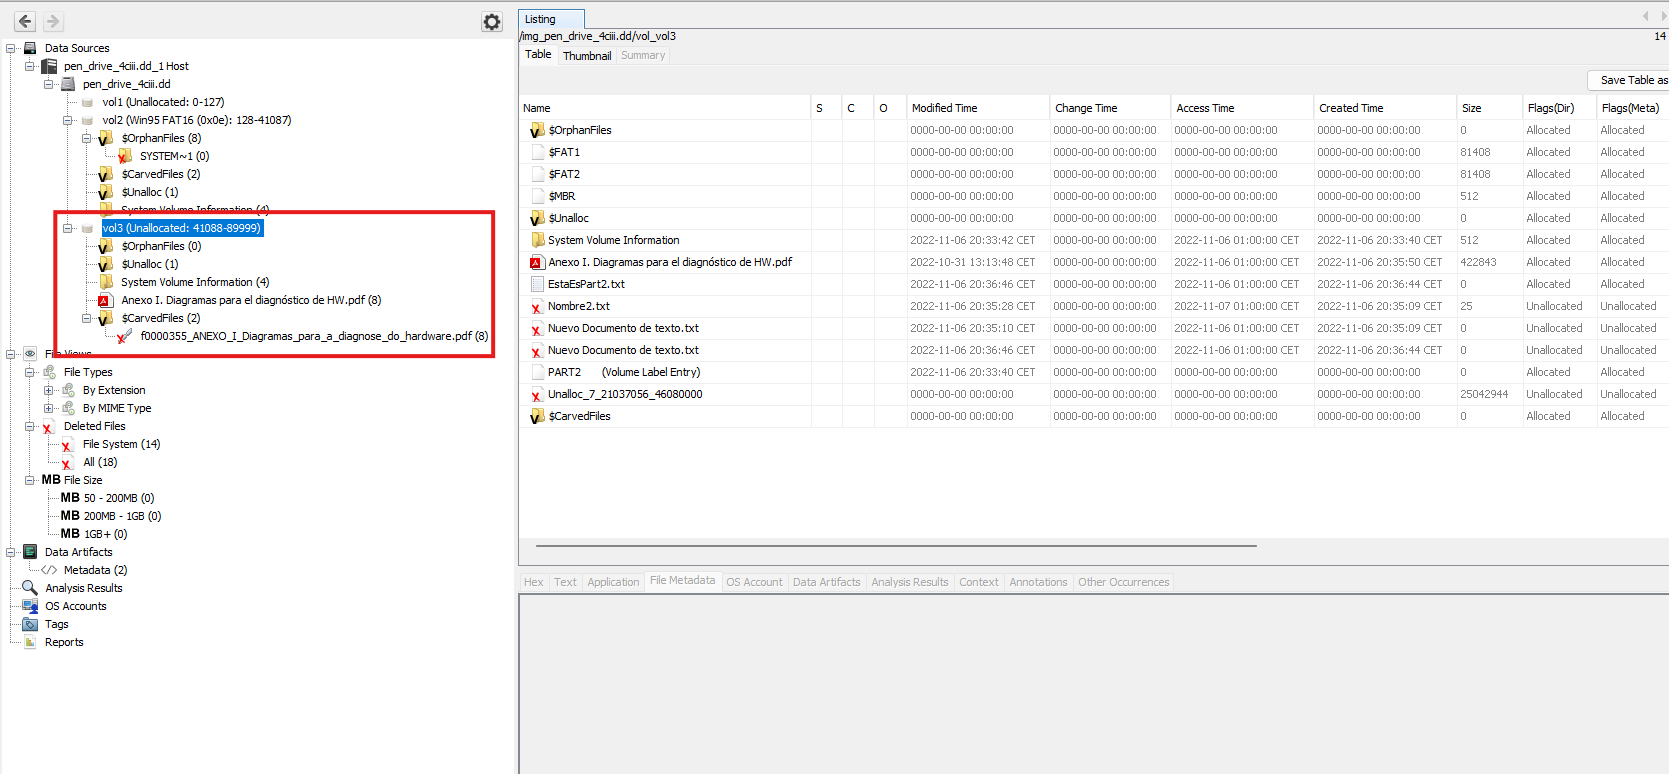 Data Sources
pen_drive_4ciii.dd_1 Host
pen_drive_4ciii.dd
vol1 (Unallocated: 0-127)
vol2 (Win95 FAT16 (0x0e): 128-41087)
$OrphanFiles (8)
SYSTEM~1 (0)
$CarvedFiles (2)
$Unalloc (1)
System Volume Information (4)
vol3 (Unallocated: 41088-89999)
$OrphanFiles (0)
$Unalloc (1)
System Volume Information (4)
Anexo I. Diagramas para el diagnóstico de HW.pdf (8)
$CarvedFiles (2)
f0000355_ANEXO_I_Diagramas_para_a_diagnose_do_hardware.pdf (8)
File Views
File Types
By Extension
By MIME Type
Deleted Files
File System (14)
All (18)
MB File Size
MB 50 - 200MB (0)
MB 200MB - 1GB (0)
MB 1GB+ (0)
Data Artifacts
Metadata (2)
Analysis Results
OS Accounts
Tags
Reports
Listing
/img_pen_drive_4ciii.dd/vol_vol3 14
Table Thumbnail Summary
Save Table as
Name S C O Modified Time Change Time Access Time Created Time Size Flags(Dir) Flags(Meta)
$OrphanFiles 0000-00-00 00:00:00 0000-00-00 00:00:00 0000-00-00 00:00:00 0000-00-00 00:00:00 0 Allocated Allocated
$FAT1 0000-00-00 00:00:00 0000-00-00 00:00:00 0000-00-00 00:00:00 0000-00-00 00:00:00 81408 Allocated Allocated
$FAT2 0000-00-00 00:00:00 0000-00-00 00:00:00 0000-00-00 00:00:00 0000-00-00 00:00:00 81408 Allocated Allocated
$MBR 0000-00-00 00:00:00 0000-00-00 00:00:00 0000-00-00 00:00:00 0000-00-00 00:00:00 512 Allocated Allocated
$Unalloc 0000-00-00 00:00:00 0000-00-00 00:00:00 0000-00-00 00:00:00 0000-00-00 00:00:00 0 Allocated Allocated
System Volume Information 2022-11-06 20:33:42 CET 0000-00-00 00:00:00 2022-11-06 01:00:00 CET 2022-11-06 20:33:40 CET 512 Allocated Allocated
Anexo I. Diagramas para el diagnóstico de HW.pdf 2022-10-31 13:13:48 CET 0000-00-00 00:00:00 2022-11-06 01:00:00 CET 2022-11-06 20:35:50 CET 422843 Allocated Allocated
EstaEsPart2.txt 2022-11-06 20:36:46 CET 0000-00-00 00:00:00 2022-11-06 01:00:00 CET 2022-11-06 20:36:44 CET 0 Allocated Allocated
Nombre2.txt 2022-11-06 20:35:28 CET 0000-00-00 00:00:00 2022-11-07 01:00:00 CET 2022-11-06 20:35:09 CET 25 Unallocated Unallocated
Nuevo Documento de texto.txt 2022-11-06 20:35:10 CET 0000-00-00 00:00:00 2022-11-06 01:00:00 CET 2022-11-06 20:35:09 CET 0 Unallocated Unallocated
Nuevo Documento de texto.txt 2022-11-06 20:36:46 CET 0000-00-00 00:00:00 2022-11-06 01:00:00 CET 2022-11-06 20:36:44 CET 0 Unallocated Unallocated
PART2 (Volume Label Entry) 2022-11-06 20:33:40 CET 0000-00-00 00:00:00 0000-00-00 00:00:00 0000-00-00 00:00:00 0 Allocated Allocated
Unalloc_7_21037056_46080000 0000-00-00 00:00:00 0000-00-00 00:00:00 0000-00-00 00:00:00 0000-00-00 00:00:00 25042944 Unallocated Unallocated
$CarvedFiles 0000-00-00 00:00:00 0000-00-00 00:00:00 0000-00-00 00:00:00 0000-00-00 00:00:00 0 Allocated Allocated
Hex Text Application File Metadata OS Account Data Artifacts Analysis Results Context Annotations Other Occurrences